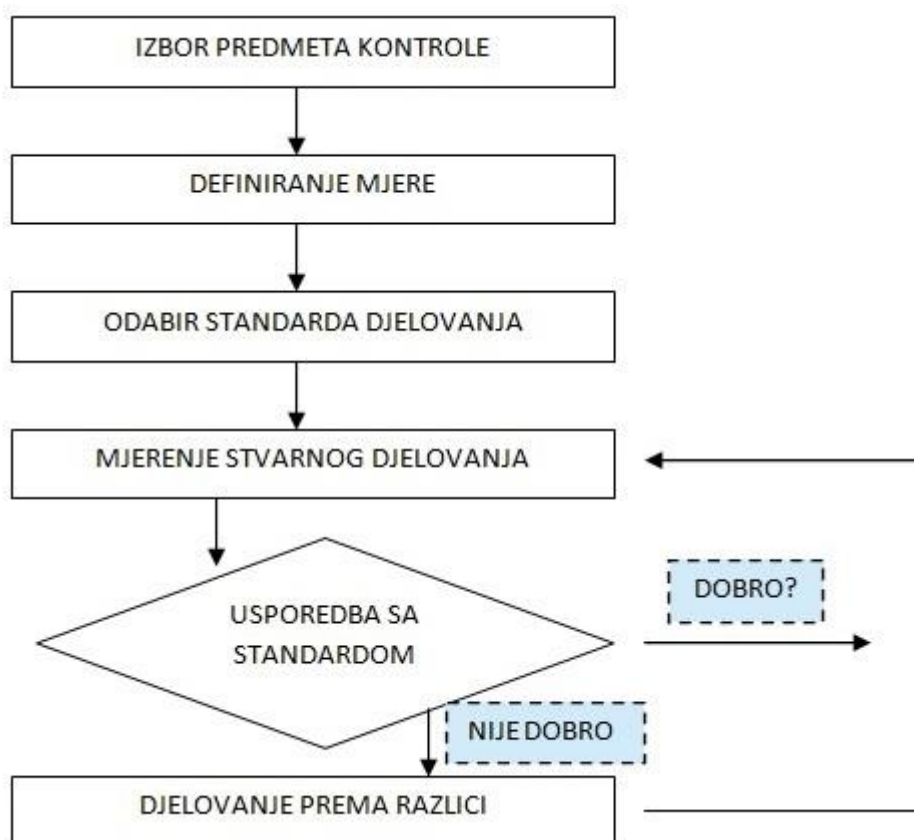 IZBOR PREDMETA KONTROLE
DEFINIRANJE MJERE
ODABIR STANDARDA DJELOVANJA
MJERENJE STVARNOG DJELOVANJA
DOBRO?
USPOREDBA SA
STANDARDOM
NIJE DOBRO
DJELOVANJE PREMA RAZLICI